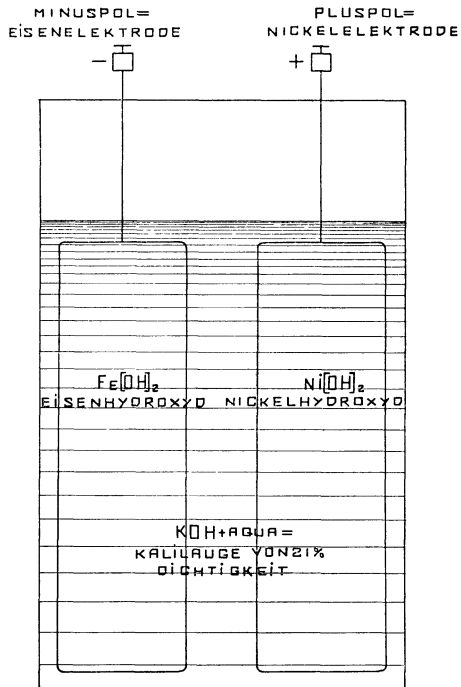 MINUSPOL=
EISENELEKTRODE
−
PLUSPOL=
NICKELELEKTRODE
+
Fe[OH]₂
EISENHYDROXYD
Ni[OH]₂
NICKELHYDROXYD
KOH+AQUA=
KALILAUGE VON 21%
DICHTIGKEIT